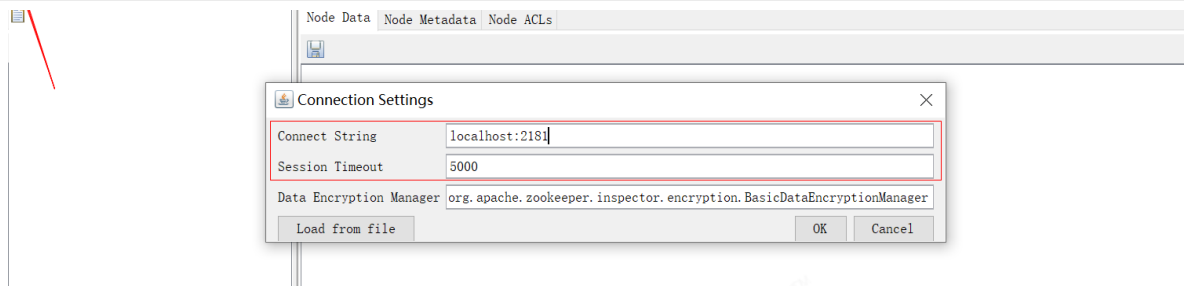 Node Data Node Metadata Node ACLs
Connection Settings
Connect String localhost:2181
Session Timeout 5000
Data Encryption Manager org.apache.zookeeper.inspector.encryption.BasicDataEncryptionManager
Load from file OK Cancel